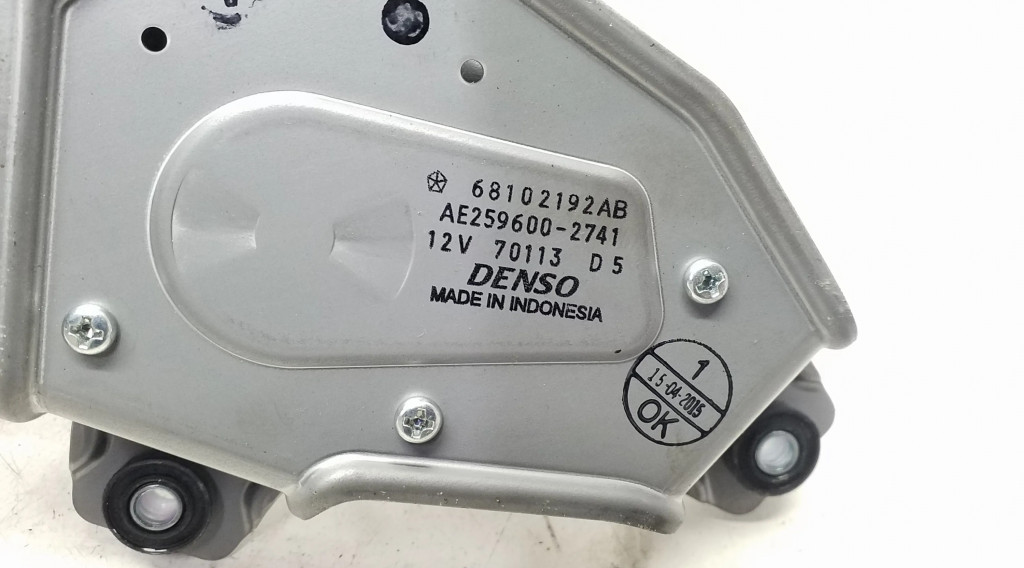 68102192AB
AE259600-2741
12V 70113 D5
DENSO
MADE IN INDONESIA
1
15-04-2015
OK